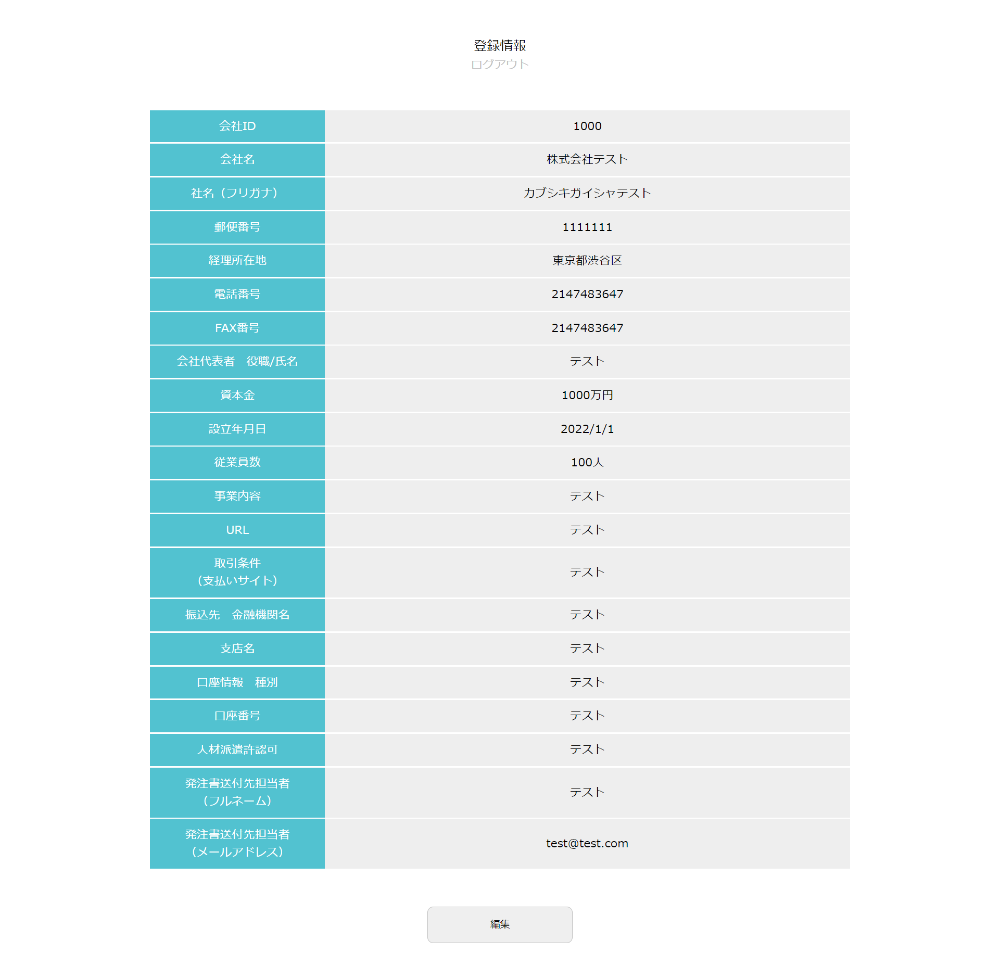 登録情報
ログアウト
会社ID 1000
会社名 株式会社テスト
社名（フリガナ） カブシキガイシャテスト
郵便番号 1111111
経理所在地 東京都渋谷区
電話番号 2147483647
FAX番号 2147483647
会社代表者　役職/氏名 テスト
資本金 1000万円
設立年月日 2022/1/1
従業員数 100人
事業内容 テスト
URL テスト
取引条件
（支払いサイト） テスト
振込先　金融機関名 テスト
支店名 テスト
口座情報　種別 テスト
口座番号 テスト
人材派遣許認可 テスト
発注書送付先担当者
（フルネーム） テスト
発注書送付先担当者
（メールアドレス） test@test.com
編集